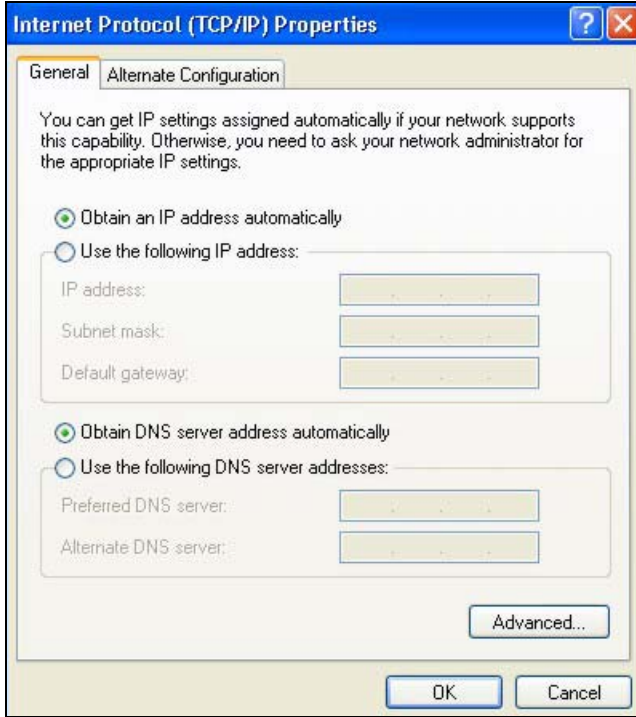 Internet Protocol (TCP/IP) Properties
General
Alternate Configuration
You can get IP settings assigned automatically if your network supports
this capability. Otherwise, you need to ask your network administrator for
the appropriate IP settings.
Obtain an IP address automatically
Use the following IP address:
IP address:
Subnet mask:
Default gateway:
Obtain DNS server address automatically
Use the following DNS server addresses:
Preferred DNS server:
Alternate DNS server:
Advanced...
OK
Cancel